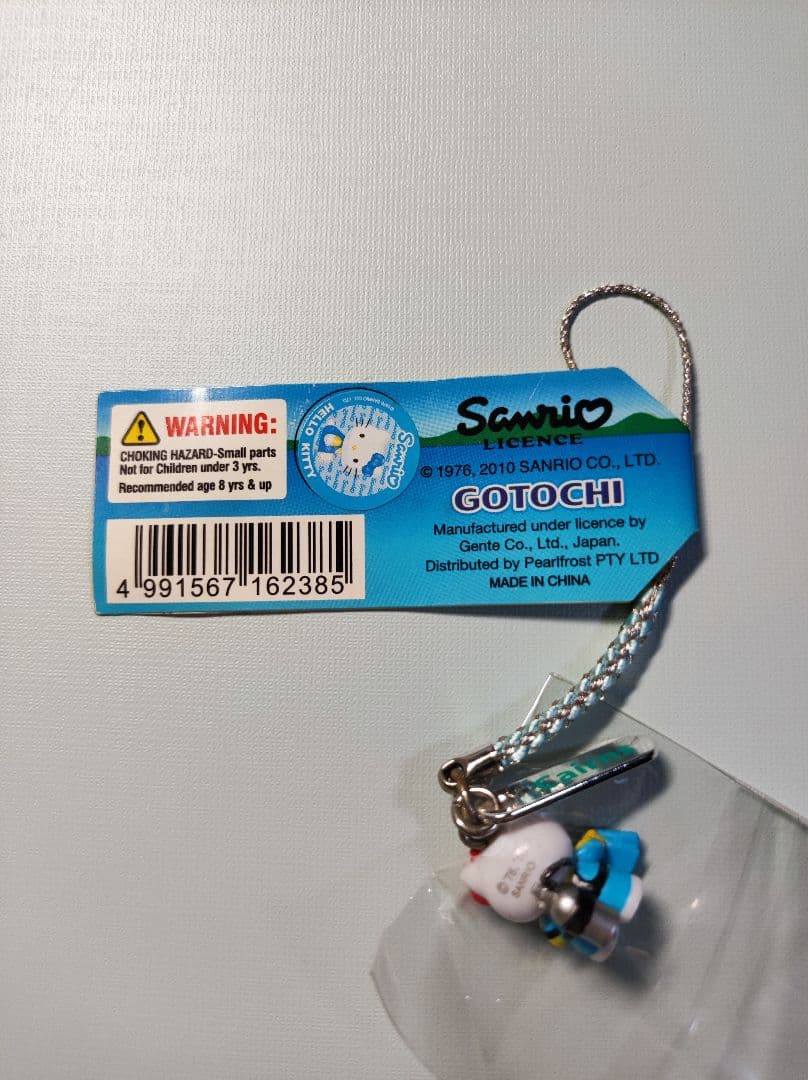 WARNING:
CHOKING HAZARD-Small parts
Not for Children under 3 yrs.
Recommended age 8 yrs & up
4 991567 162385
HELLO KITTY
Sanrio
LICENCE
© 1976, 2010 SANRIO CO., LTD.
GOTOCHI
Manufactured under licence by
Gente Co., Ltd., Japan.
Distributed by Pearlfrost PTY LTD
MADE IN CHINA
Cairns
©'76,
SANRIO